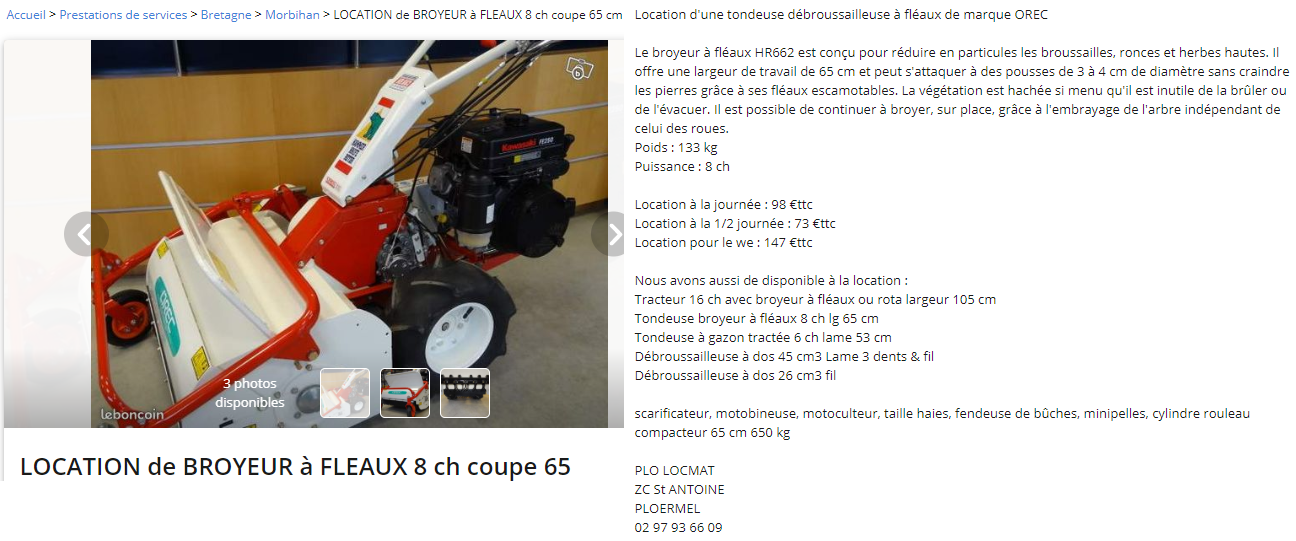 Accueil > Prestations de services > Bretagne > Morbihan > LOCATION de BROYEUR à FLEAUX 8 ch coupe 65 cm
Kawasaki
FE250
OREC
3 photos
disponibles
leboncoin
LOCATION de BROYEUR à FLEAUX 8 ch coupe 65
Location d'une tondeuse débroussailleuse à fléaux de marque OREC
Le broyeur à fléaux HR662 est conçu pour réduire en particules les broussailles, ronces et herbes hautes. Il
offre une largeur de travail de 65 cm et peut s'attaquer à des pousses de 3 à 4 cm de diamètre sans craindre
les pierres grâce à ses fléaux escamotables. La végétation est hachée si menu qu'il est inutile de la brûler ou
de l'évacuer. Il est possible de continuer à broyer, sur place, grâce à l'embrayage de l'arbre indépendant de
celui des roues.
Poids : 133 kg
Puissance : 8 ch
Location à la journée : 98 €ttc
Location à la 1/2 journée : 73 €ttc
Location pour le we : 147 €ttc
Nous avons aussi de disponible à la location :
Tracteur 16 ch avec broyeur à fléaux ou rota largeur 105 cm
Tondeuse broyeur à fléaux 8 ch lg 65 cm
Tondeuse à gazon tractée 6 ch lame 53 cm
Débroussailleuse à dos 45 cm3 Lame 3 dents & fil
Débroussailleuse à dos 26 cm3 fil
scarificateur, motobineuse, motoculteur, taille haies, fendeuse de bûches, minipelles, cylindre rouleau
compacteur 65 cm 650 kg
PLO LOCMAT
ZC St ANTOINE
PLOERMEL
02 97 93 66 09